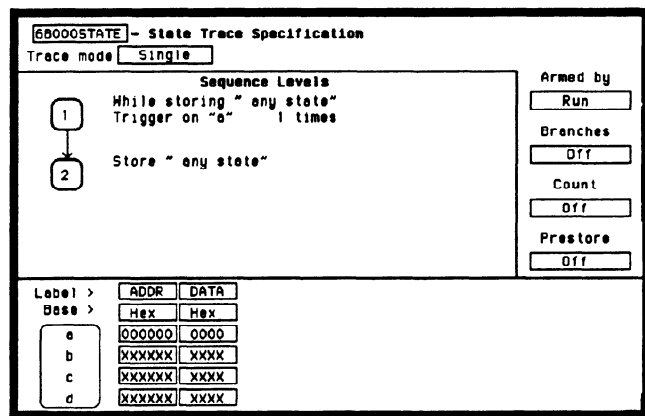 68000STATE - State Trace Specification
Trace mode Single
Sequence Levels
1 While storing " any state"
Trigger on "a" 1 times
2 Store " any state"
Armed by
Run
Branches
Off
Count
Off
Prestore
Off
Label > ADDR DATA
Base > Hex Hex
a 000000 0000
b XXXXXX XXXX
c XXXXXX XXXX
d XXXXXX XXXX